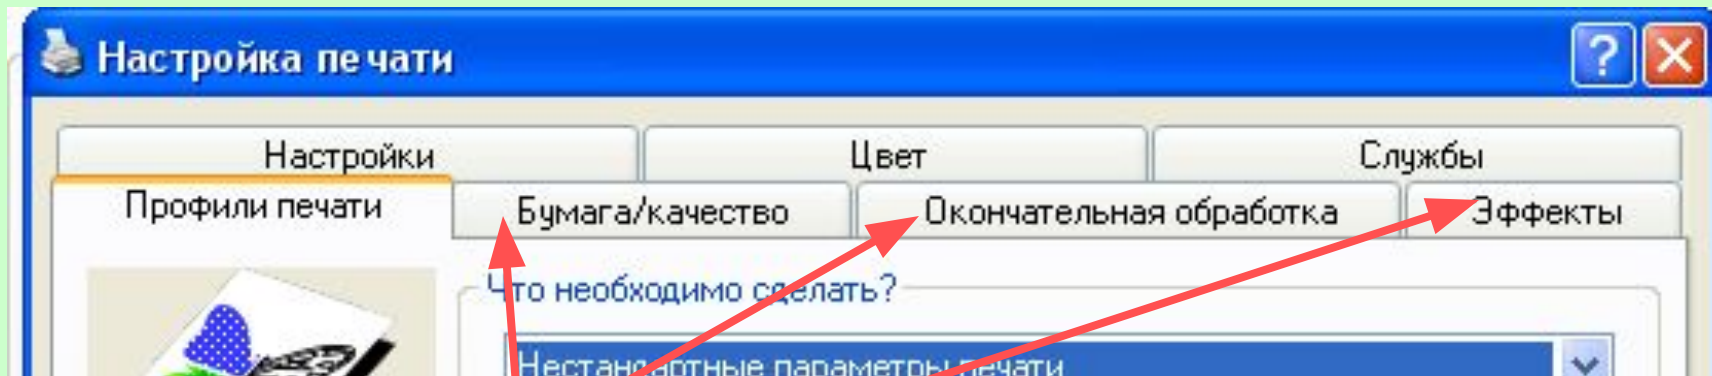 Настройка печати
Настройки Цвет Службы
Профили печати Бумага/качество Окончательная обработка Эффекты
Что необходимо сделать?
Нестандартные параметры печати